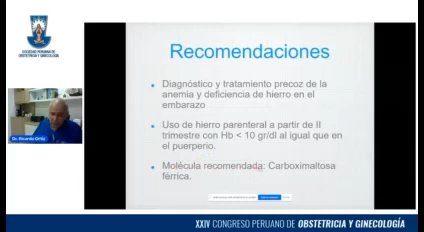 SOCIEDAD PERUANA DE
OBSTETRICIA Y GINECOLOGÍA
Dr. Ricardo Ortiz
Recomendaciones
• Diagnóstico y tratamiento precoz de la
anemia y deficiencia de hierro en el
embarazo
• Uso de hierro parenteral a partir de II
trimestre con Hb < 10 gr/dl al igual que en
el puerperio.
• Molécula recomendada: Carboximaltosa
férrica.
XXIV CONGRESO PERUANO DE OBSTETRICIA Y GINECOLOGÍA